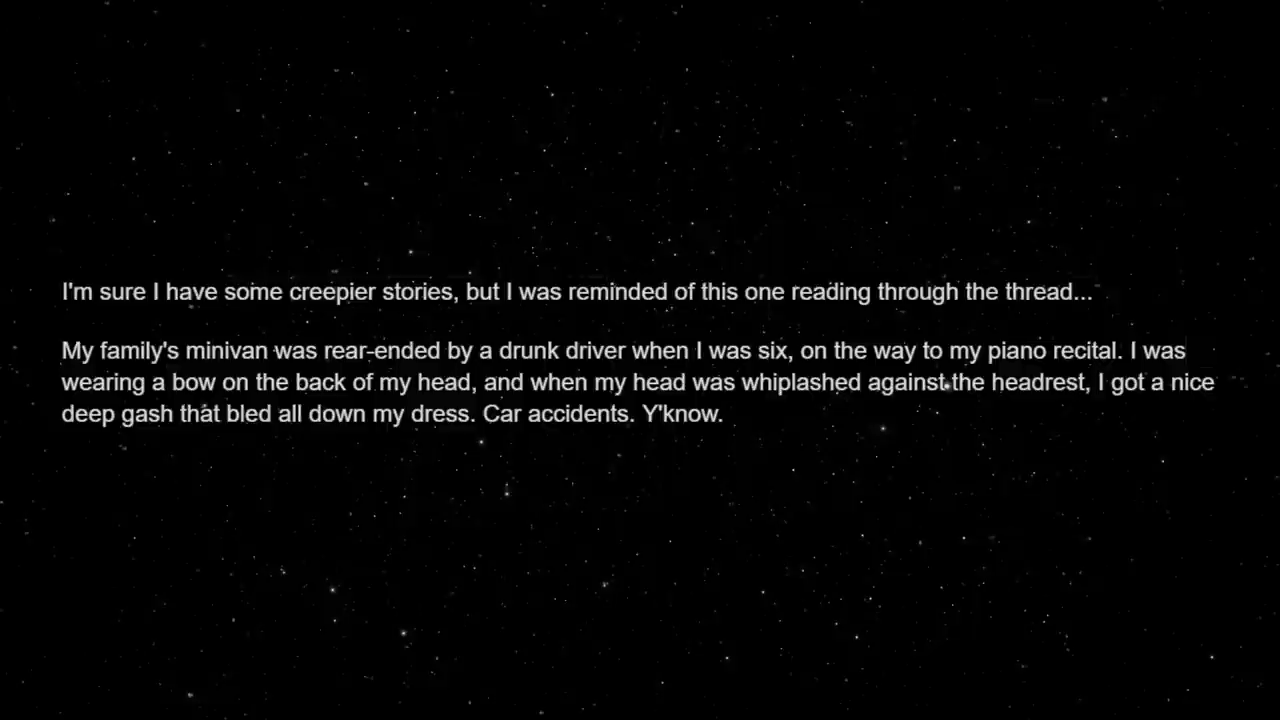 I'm sure I have some creepier stories, but I was reminded of this one reading through the thread...
My family's minivan was rear-ended by a drunk driver when I was six, on the way to my piano recital. I was
wearing a bow on the back of my head, and when my head was whiplashed against the headrest, I got a nice
deep gash that bled all down my dress. Car accidents. Y'know.